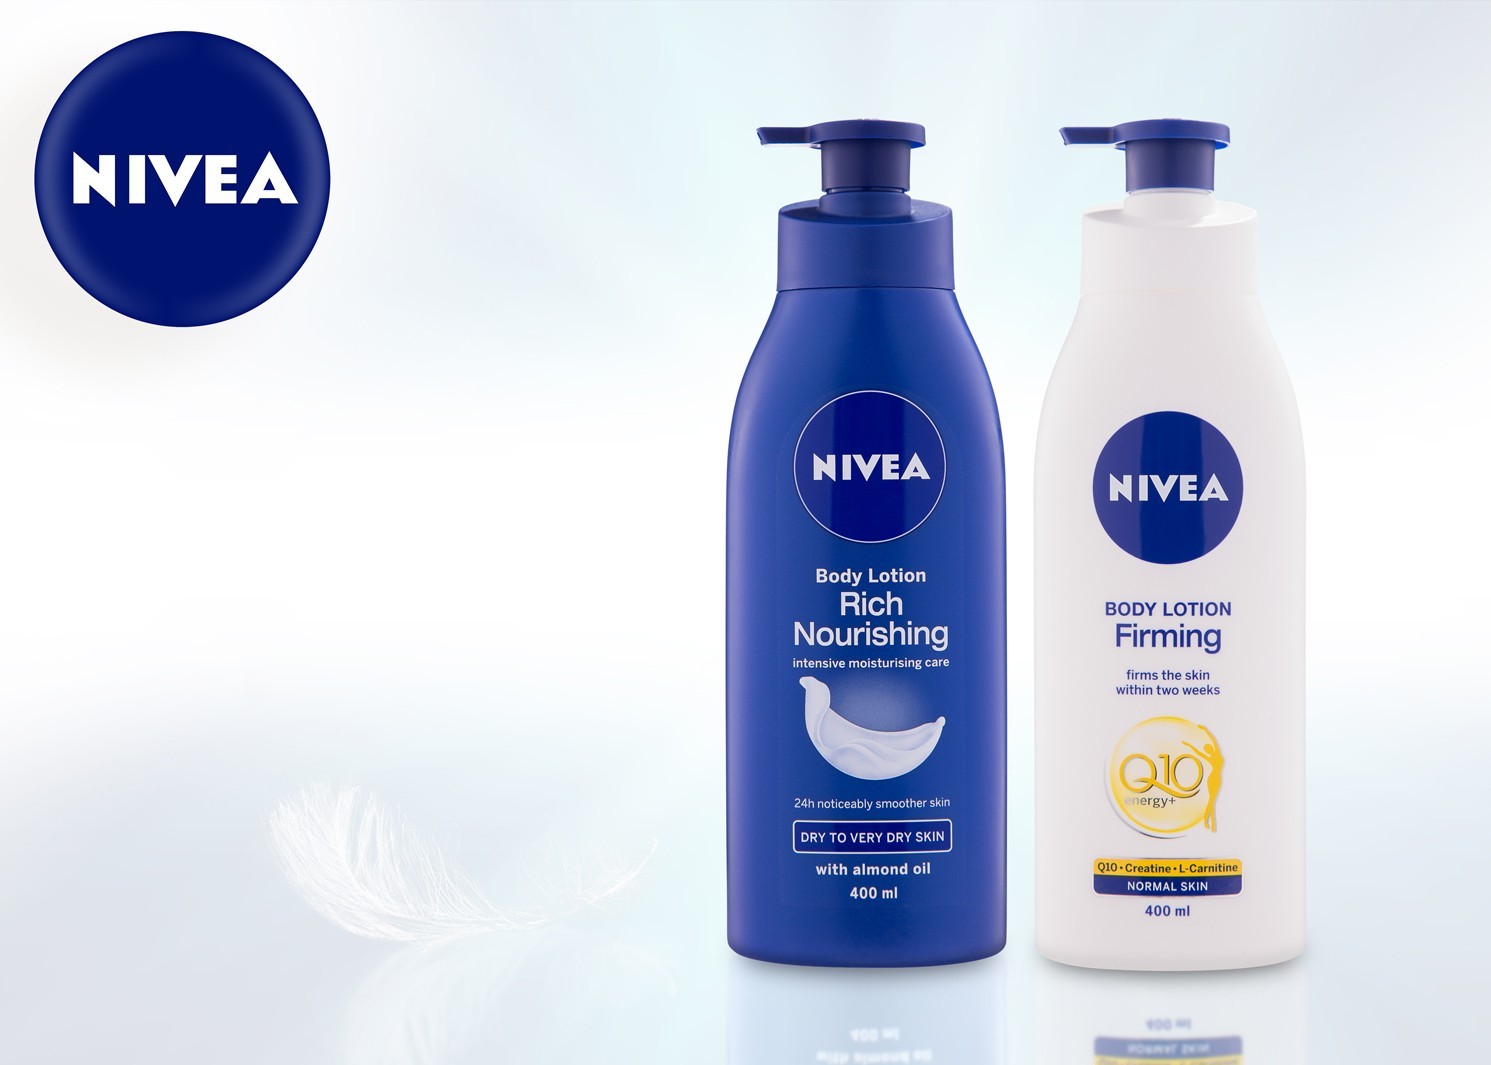 NIVEA
NIVEA
Body Lotion
Rich
Nourishing
intensive moisturising care
24h noticeably smoother skin
DRY TO VERY DRY SKIN
with almond oil
400 ml
NIVEA
BODY LOTION
Firming
firms the skin
within two weeks
Q10
energy+
Q10 • Creatine • L-Carnitine
NORMAL SKIN
400 ml